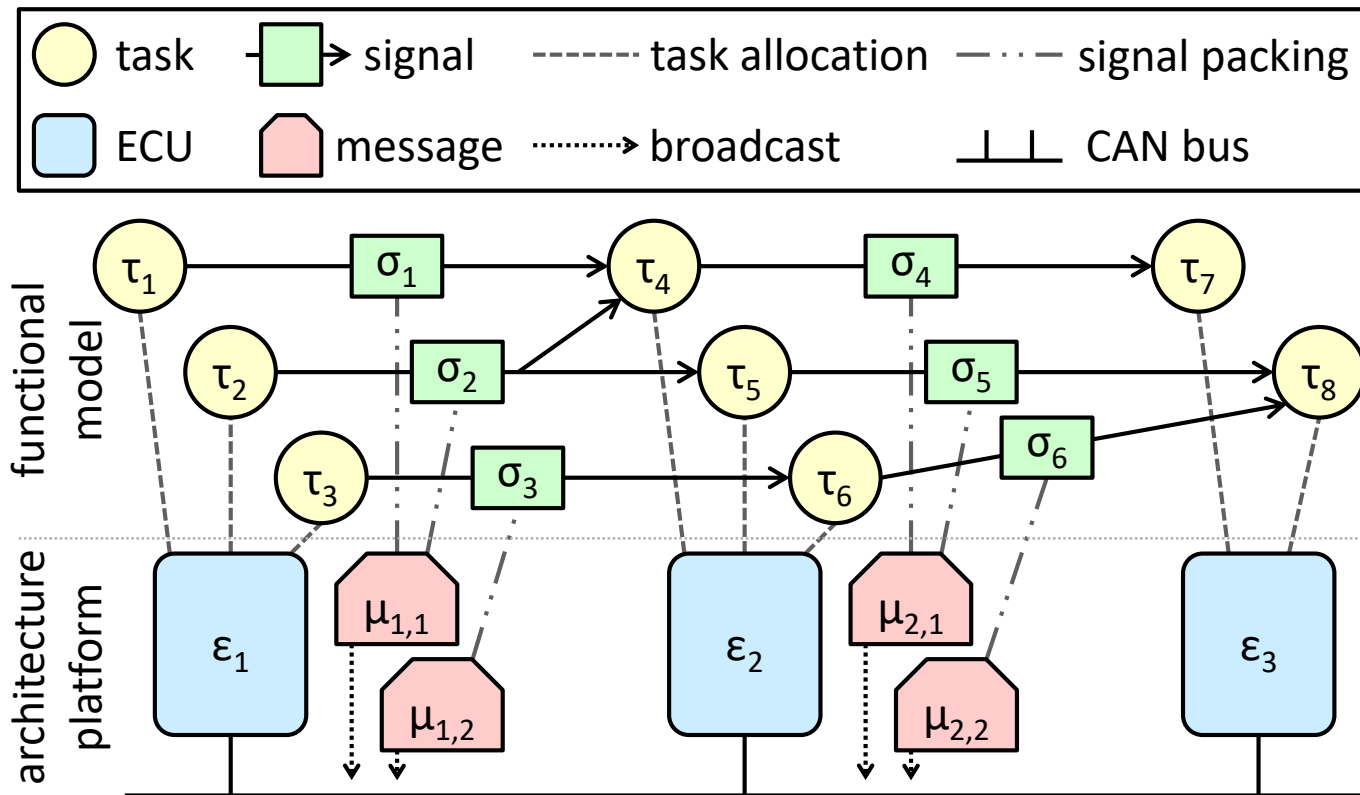 task signal task allocation signal packing
ECU message broadcast CAN bus
functional model
τ₁ σ₁ τ₄ σ₄ τ₇
τ₂ σ₂ τ₅ σ₅ τ₈
τ₃ σ₃ τ₆ σ₆
architecture platform
ε₁ μ₁,₁ ε₂ μ₂,₁ ε₃
μ₁,₂ μ₂,₂